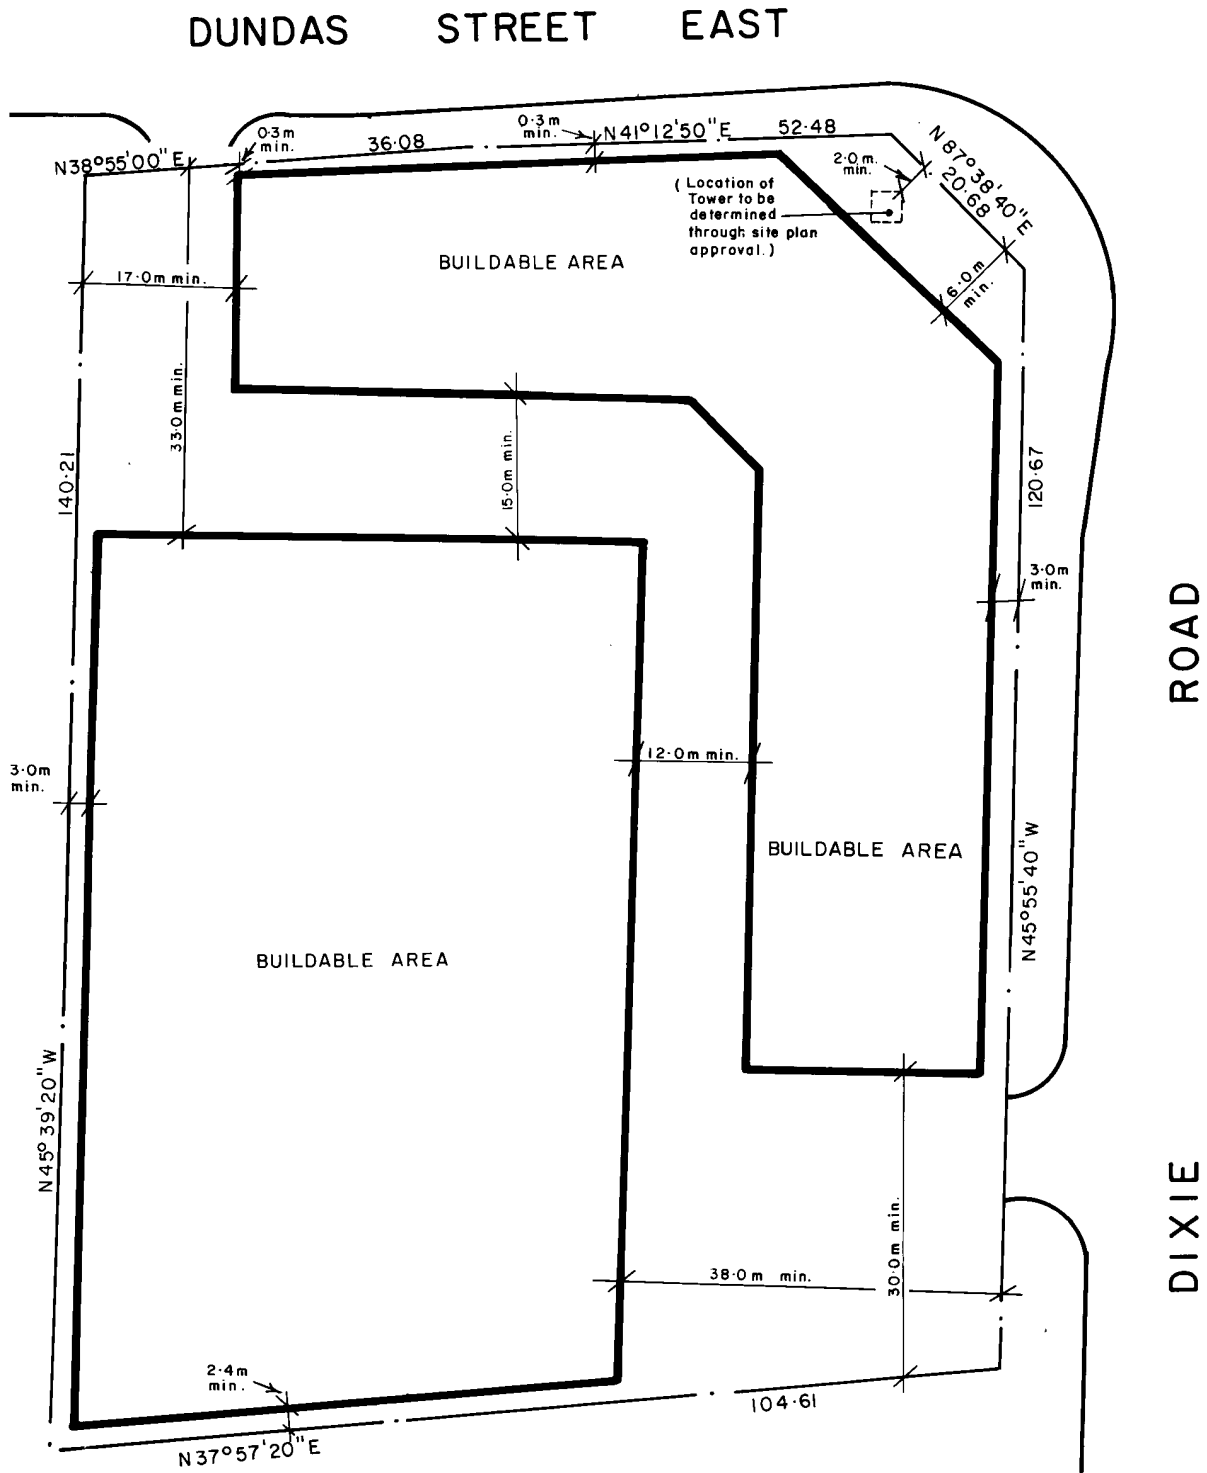 DUNDAS STREET EAST
0·3m
min.
0·3m
min.
N38°55'00"E
36·08
N41°12'50"E
52·48
N87°38'40"E
20·68
2·0m.
min.
( Location of
Tower to be
determined
through site plan
approval.)
BUILDABLE AREA
17·0m min.
6·0m
min.
33·0m min.
15·0m min.
140·21
120·67
3·0m
min.
ROAD
12·0m min.
3·0m
min.
BUILDABLE AREA
N45°55'40"W
BUILDABLE AREA
N45°39'20"W
DIXIE
30·0m min.
38·0m min.
2·4m
min.
104·61
N37°57'20"E